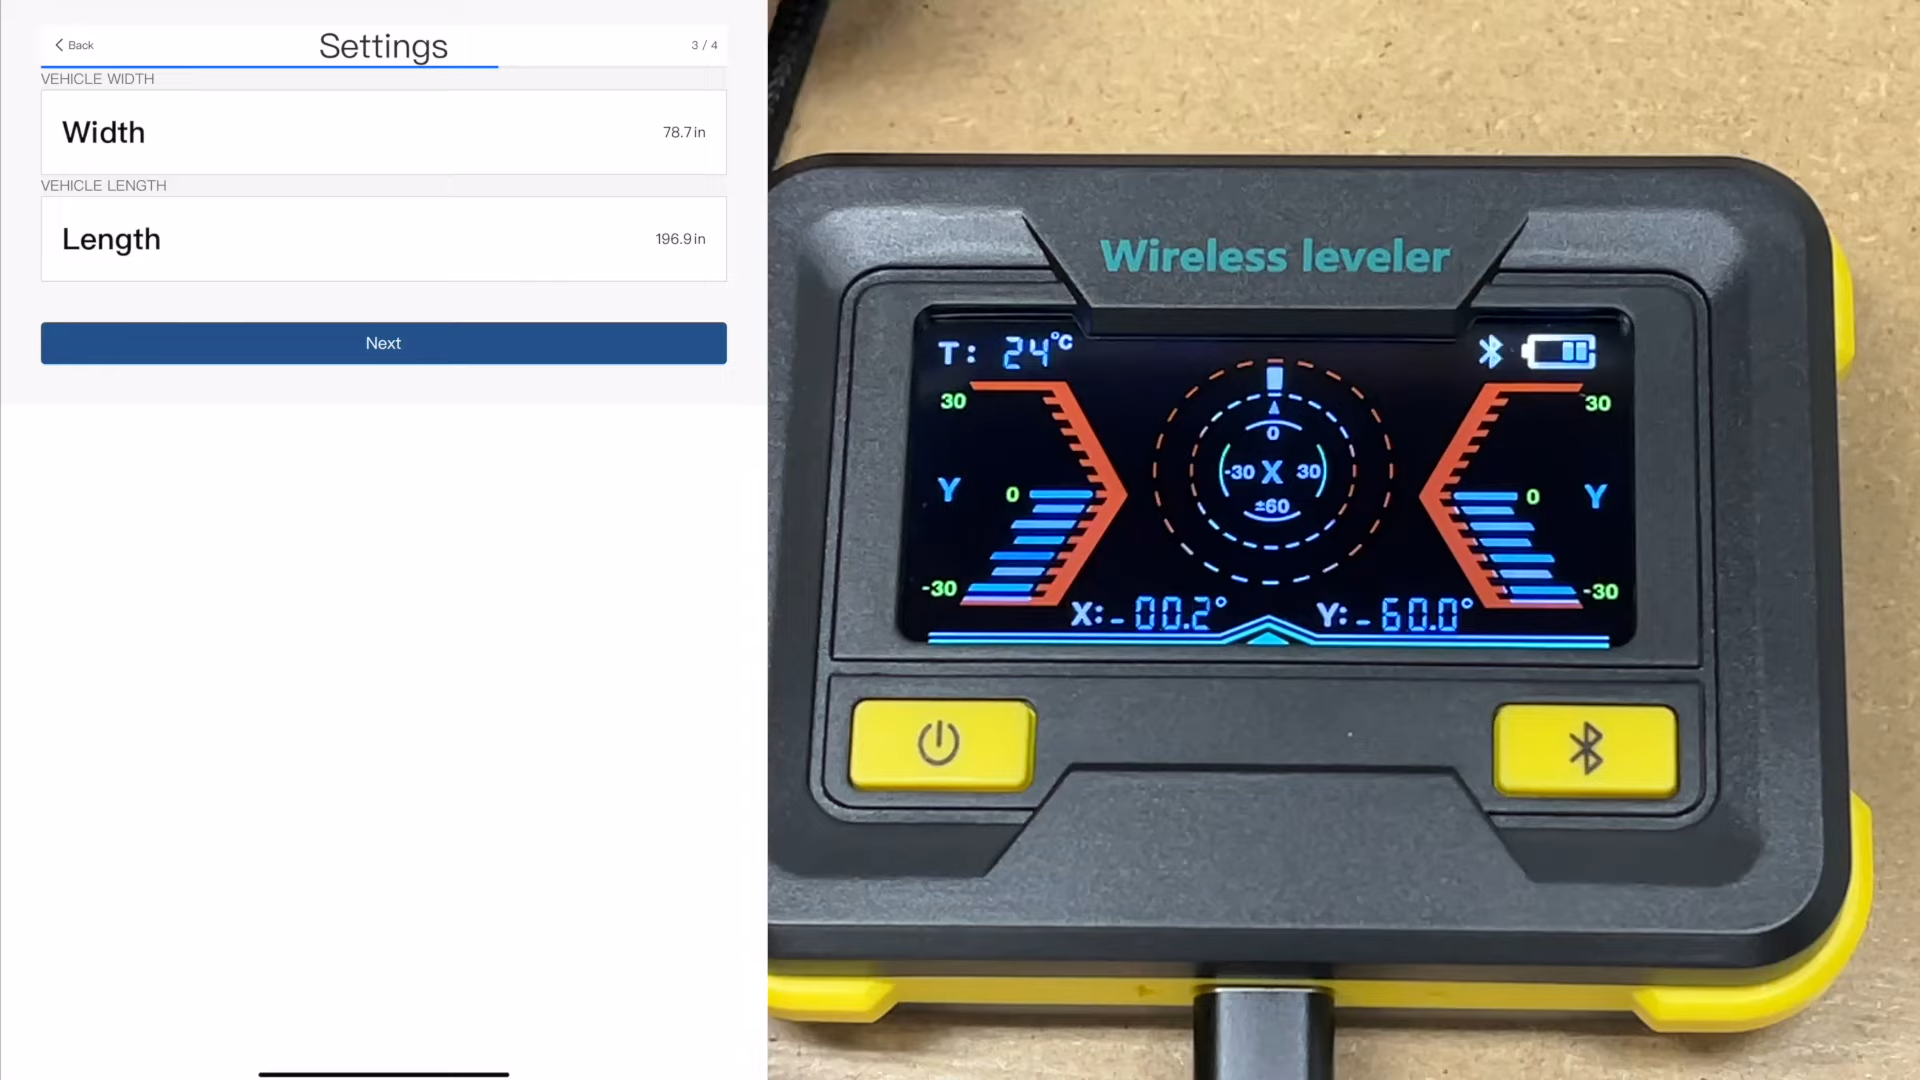 Back
Settings
3 / 4
VEHICLE WIDTH
Width
78.7 in
VEHICLE LENGTH
Length
196.9 in
Next
Wireless leveler
T: 24°C
30
30
0
Y
0
-30 X 30
0
Y
±60
-30
-30
X:-00.2°
Y:-60.0°